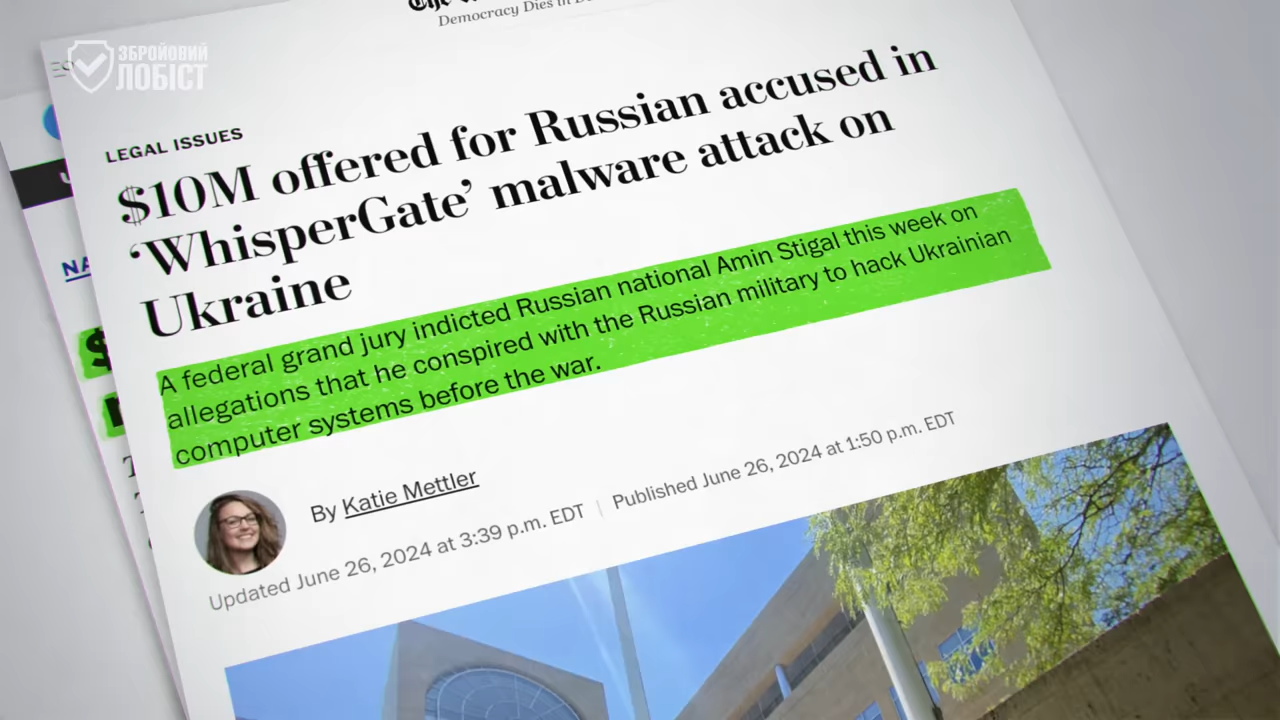 ЗБРОЙОВИЙ
ЛОБІСТ
Democracy Dies in
LEGAL ISSUES
$10M offered for Russian accused in
‘WhisperGate’ malware attack on
Ukraine
A federal grand jury indicted Russian national Amin Stigal this week on
allegations that he conspired with the Russian military to hack Ukrainian
computer systems before the war.
By Katie Mettler
Updated June 26, 2024 at 3:39 p.m. EDT | Published June 26, 2024 at 1:50 p.m. EDT